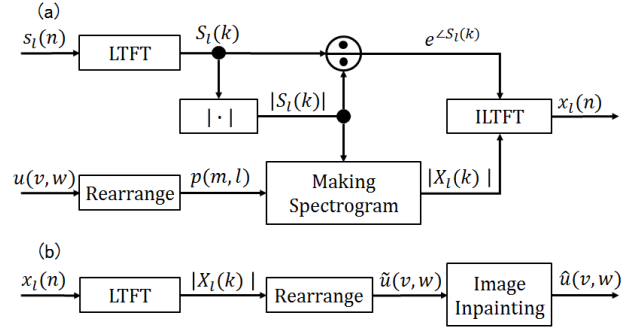 (a)
s_l(n) LTFT S_l(k) e^{∠S_l(k)}
| · | |S_l(k)| ILTFT x_l(n)
u(v,w) Rearrange p(m,l) Making Spectrogram |X_l(k) |
(b)
x_l(n) LTFT |X_l(k) | Rearrange ũ(v,w) Image Inpainting û(v,w)